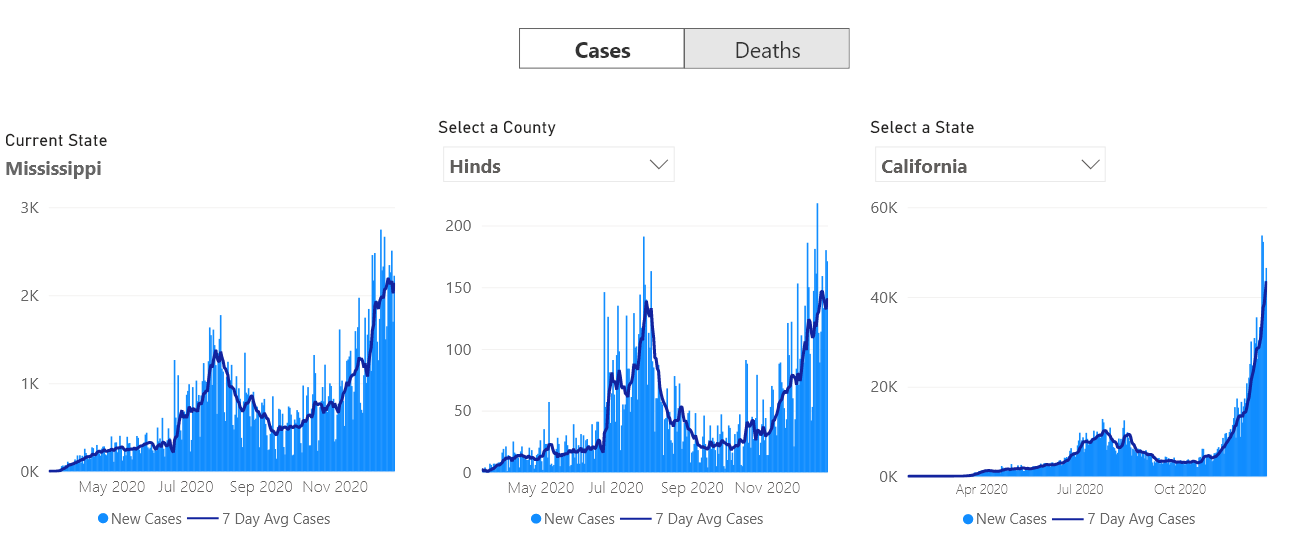 Cases Deaths
Current State
Mississippi
3K
2K
1K
0K
May 2020 Jul 2020 Sep 2020 Nov 2020
New Cases 7 Day Avg Cases
Select a County
Hinds
200
150
100
50
0
May 2020 Jul 2020 Sep 2020 Nov 2020
New Cases 7 Day Avg Cases
Select a State
California
60K
40K
20K
0K
Apr 2020 Jul 2020 Oct 2020
New Cases 7 Day Avg Cases